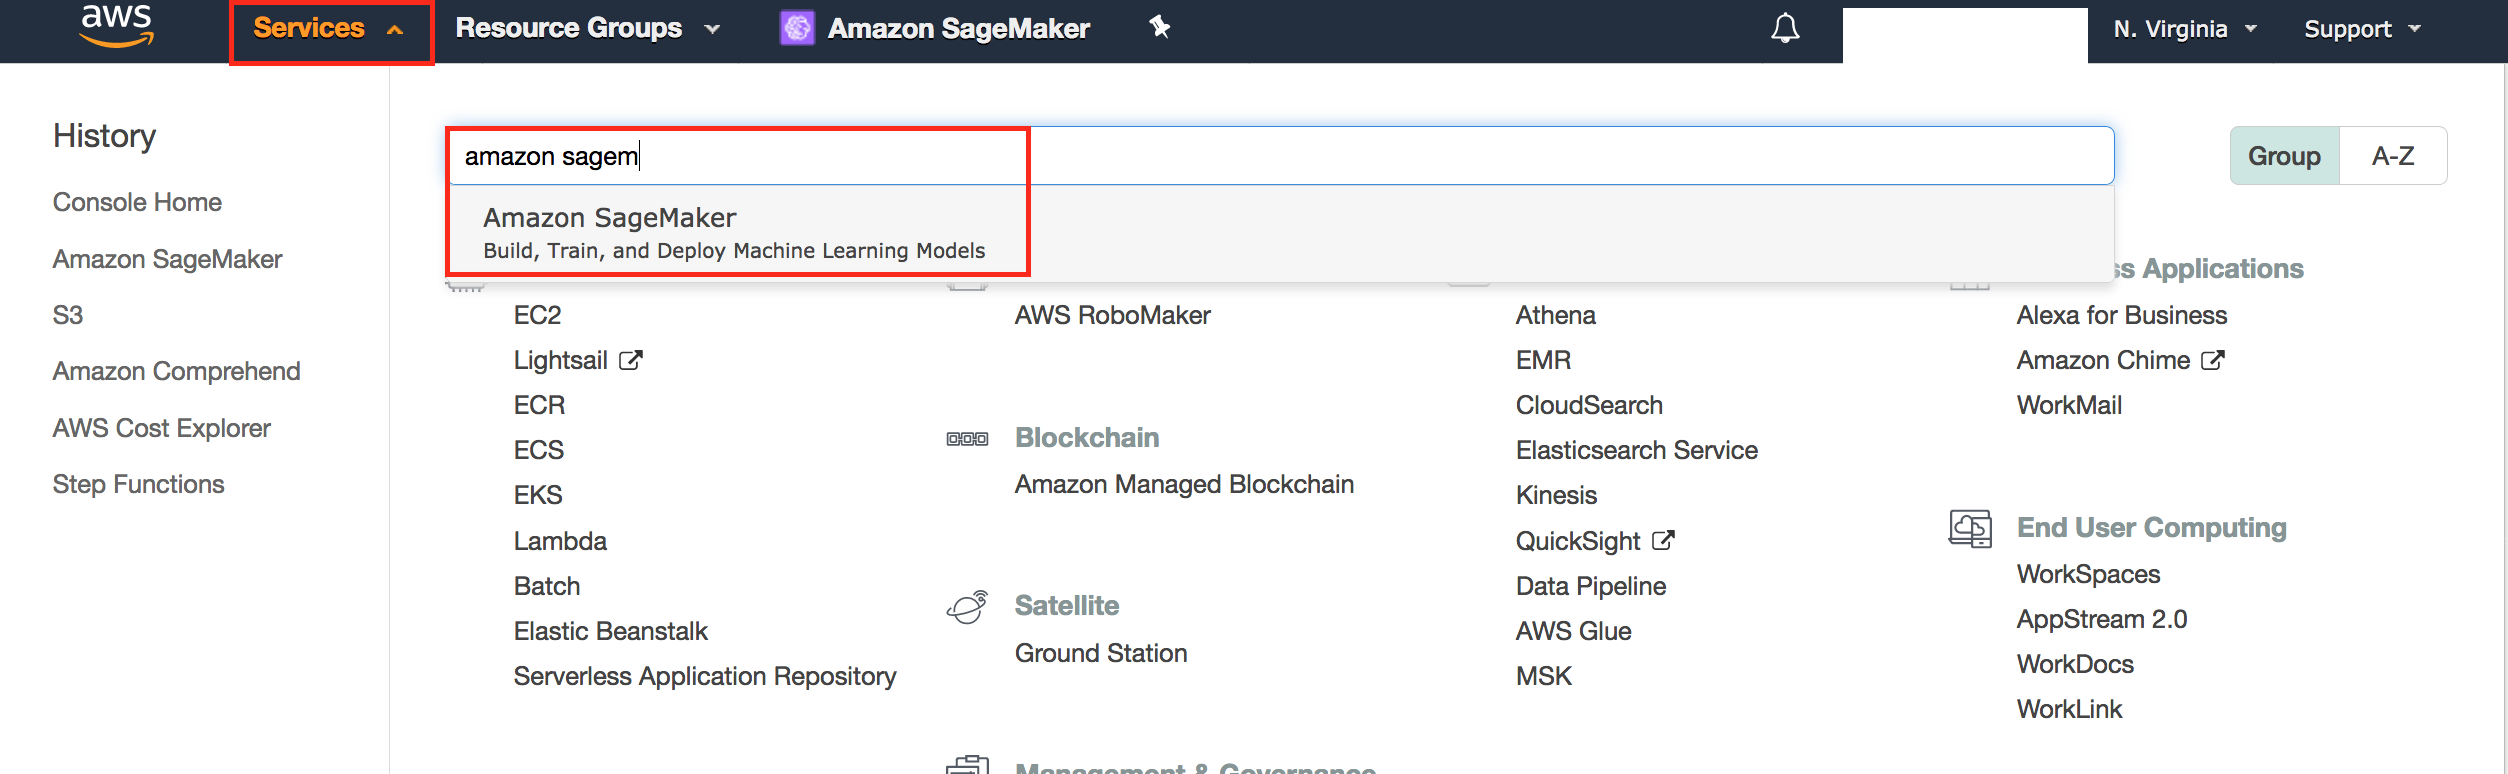 aws
Services
Resource Groups
Amazon SageMaker
N. Virginia
Support
History
Console Home
Amazon SageMaker
S3
Amazon Comprehend
AWS Cost Explorer
Step Functions
amazon sagem
Group
A-Z
Amazon SageMaker
Build, Train, and Deploy Machine Learning Models
EC2
Lightsail
ECR
ECS
EKS
Lambda
Batch
Elastic Beanstalk
Serverless Application Repository
AWS RoboMaker
Blockchain
Amazon Managed Blockchain
Satellite
Ground Station
Management & Governance
Athena
EMR
CloudSearch
Elasticsearch Service
Kinesis
QuickSight
Data Pipeline
AWS Glue
MSK
Applications
Alexa for Business
Amazon Chime
WorkMail
End User Computing
WorkSpaces
AppStream 2.0
WorkDocs
WorkLink